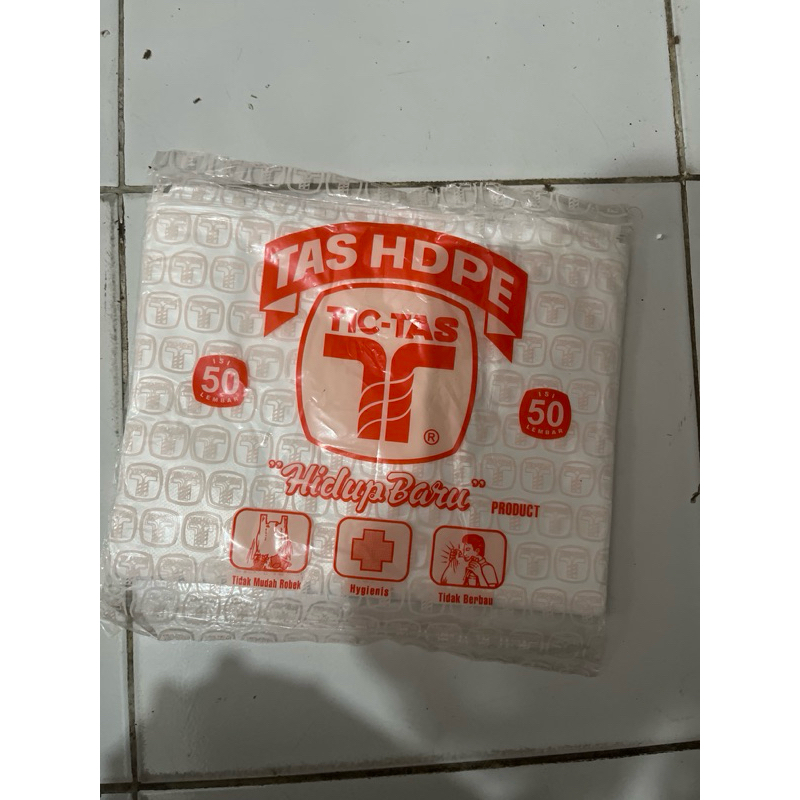 TAS HDPE
TIC-TAS
®
ISI
50
LEMBAR
ISI
50
LEMBAR
"Hidup Baru"
PRODUCT
Tidak Mudah Robek
Hygienis
Tidak Berbau